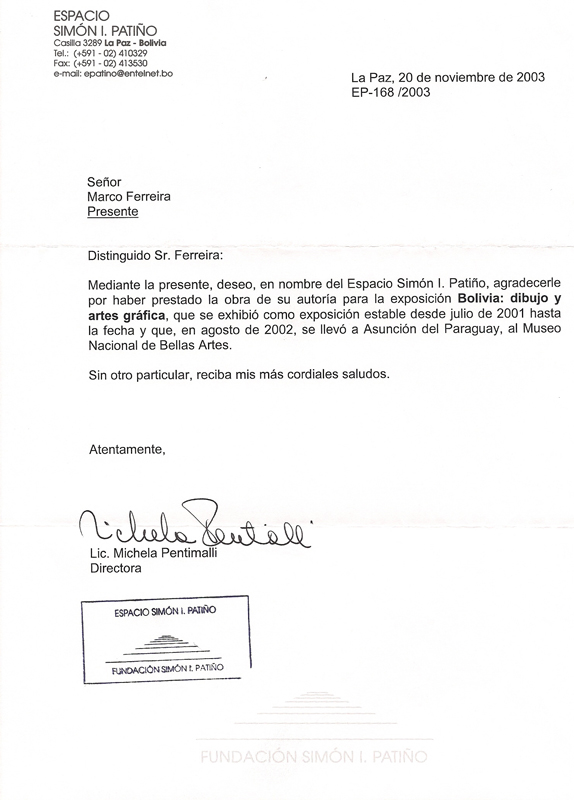 ESPACIO
SIMÓN I. PATIÑO
Casilla 3289 La Paz - Bolivia
Tel.: (+591 - 02) 410329
Fax: (+591 - 02) 413530
e-mail: epatino@entelnet.bo
La Paz, 20 de noviembre de 2003
EP-168 /2003
Señor
Marco Ferreira
Presente
Distinguido Sr. Ferreira:
Mediante la presente, deseo, en nombre del Espacio Simón I. Patiño, agradecerle
por haber prestado la obra de su autoría para la exposición Bolivia: dibujo y
artes gráfica, que se exhibió como exposición estable desde julio de 2001 hasta
la fecha y que, en agosto de 2002, se llevó a Asunción del Paraguay, al Museo
Nacional de Bellas Artes.
Sin otro particular, reciba mis más cordiales saludos.
Atentamente,
Michela Pentimalli
Lic. Michela Pentimalli
Directora
ESPACIO SIMÓN I. PATIÑO
FUNDACIÓN SIMÓN I. PATIÑO
FUNDACIÓN SIMÓN I. PATIÑO